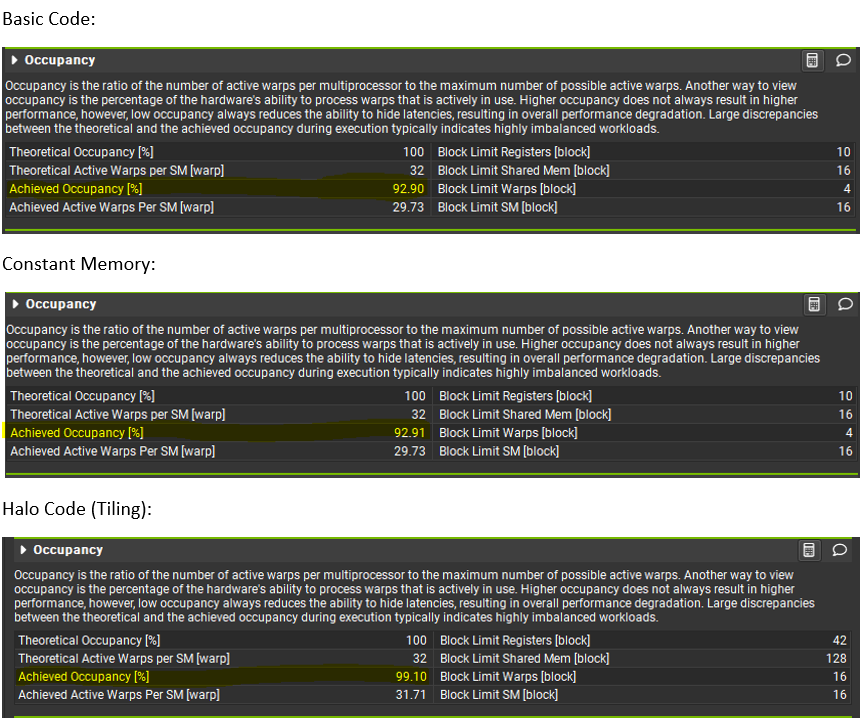 Basic Code:
Occupancy
Occupancy is the ratio of the number of active warps per multiprocessor to the maximum number of possible active warps. Another way to view
occupancy is the percentage of the hardware's ability to process warps that is actively in use. Higher occupancy does not always result in higher
performance, however, low occupancy always reduces the ability to hide latencies, resulting in overall performance degradation. Large discrepancies
between the theoretical and the achieved occupancy during execution typically indicates highly imbalanced workloads.
Theoretical Occupancy [%] 100 Block Limit Registers [block] 10
Theoretical Active Warps per SM [warp] 32 Block Limit Shared Mem [block] 16
Achieved Occupancy [%] 92.90 Block Limit Warps [block] 4
Achieved Active Warps Per SM [warp] 29.73 Block Limit SM [block] 16
Constant Memory:
Occupancy
Occupancy is the ratio of the number of active warps per multiprocessor to the maximum number of possible active warps. Another way to view
occupancy is the percentage of the hardware's ability to process warps that is actively in use. Higher occupancy does not always result in higher
performance, however, low occupancy always reduces the ability to hide latencies, resulting in overall performance degradation. Large discrepancies
between the theoretical and the achieved occupancy during execution typically indicates highly imbalanced workloads.
Theoretical Occupancy [%] 100 Block Limit Registers [block] 10
Theoretical Active Warps per SM [warp] 32 Block Limit Shared Mem [block] 16
Achieved Occupancy [%] 92.91 Block Limit Warps [block] 4
Achieved Active Warps Per SM [warp] 29.73 Block Limit SM [block] 16
Halo Code (Tiling):
Occupancy
Occupancy is the ratio of the number of active warps per multiprocessor to the maximum number of possible active warps. Another way to view
occupancy is the percentage of the hardware's ability to process warps that is actively in use. Higher occupancy does not always result in higher
performance, however, low occupancy always reduces the ability to hide latencies, resulting in overall performance degradation. Large discrepancies
between the theoretical and the achieved occupancy during execution typically indicates highly imbalanced workloads.
Theoretical Occupancy [%] 100 Block Limit Registers [block] 42
Theoretical Active Warps per SM [warp] 32 Block Limit Shared Mem [block] 128
Achieved Occupancy [%] 99.10 Block Limit Warps [block] 16
Achieved Active Warps Per SM [warp] 31.71 Block Limit SM [block] 16